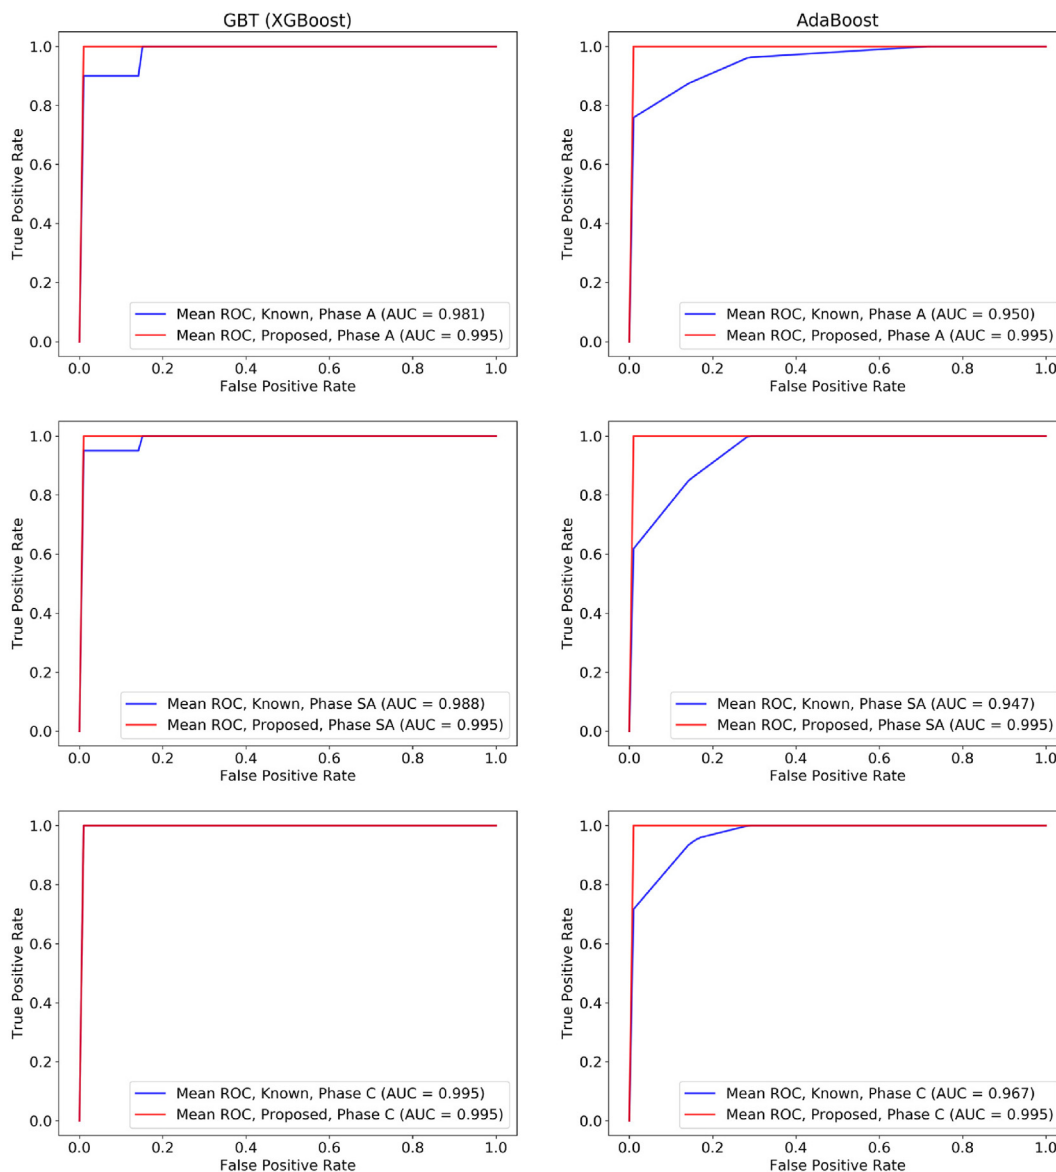 GBT (XGBoost)
1.0
0.8
0.6
0.4
0.2
0.0
True Positive Rate
Mean ROC, Known, Phase A (AUC = 0.981)
Mean ROC, Proposed, Phase A (AUC = 0.995)
0.0 0.2 0.4 0.6 0.8 1.0
False Positive Rate
AdaBoost
1.0
0.8
0.6
0.4
0.2
0.0
True Positive Rate
Mean ROC, Known, Phase A (AUC = 0.950)
Mean ROC, Proposed, Phase A (AUC = 0.995)
0.0 0.2 0.4 0.6 0.8 1.0
False Positive Rate
1.0
0.8
0.6
0.4
0.2
0.0
True Positive Rate
Mean ROC, Known, Phase SA (AUC = 0.988)
Mean ROC, Proposed, Phase SA (AUC = 0.995)
0.0 0.2 0.4 0.6 0.8 1.0
False Positive Rate
1.0
0.8
0.6
0.4
0.2
0.0
True Positive Rate
Mean ROC, Known, Phase SA (AUC = 0.947)
Mean ROC, Proposed, Phase SA (AUC = 0.995)
0.0 0.2 0.4 0.6 0.8 1.0
False Positive Rate
1.0
0.8
0.6
0.4
0.2
0.0
True Positive Rate
Mean ROC, Known, Phase C (AUC = 0.995)
Mean ROC, Proposed, Phase C (AUC = 0.995)
0.0 0.2 0.4 0.6 0.8 1.0
False Positive Rate
1.0
0.8
0.6
0.4
0.2
0.0
True Positive Rate
Mean ROC, Known, Phase C (AUC = 0.967)
Mean ROC, Proposed, Phase C (AUC = 0.995)
0.0 0.2 0.4 0.6 0.8 1.0
False Positive Rate